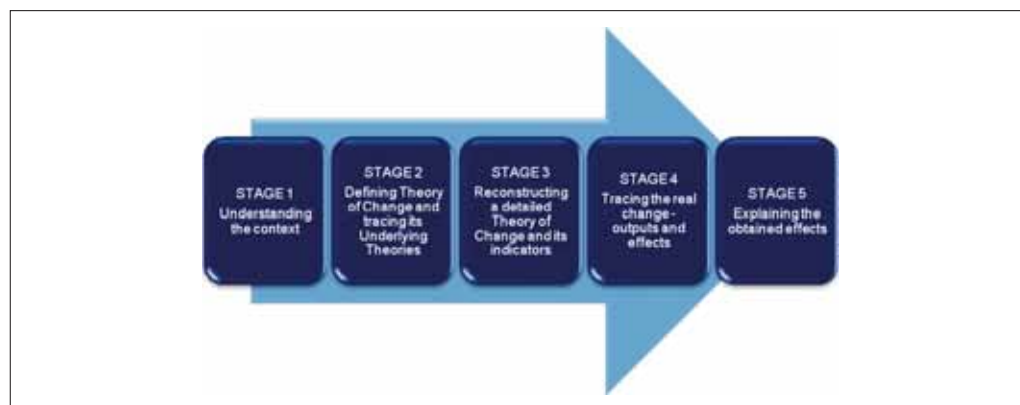 STAGE 1
Understanding
the context
STAGE 2
Defining Theory
of Change and
tracing its
Underlying
Theories
STAGE 3
Reconstructing
a detailed
Theory of
Change and its
indicators
STAGE 4
Tracing the real
change -
outputs and
effects
STAGE 5
Explaining the
obtained effects